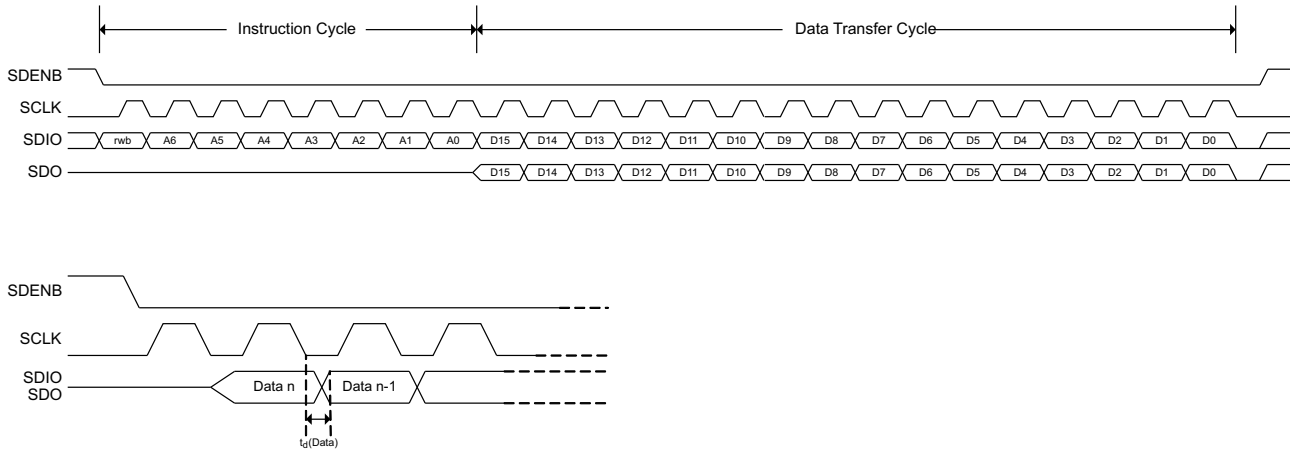 Instruction Cycle Data Transfer Cycle
SDENB
SCLK
SDIO rwb A6 A5 A4 A3 A2 A1 A0 D15 D14 D13 D12 D11 D10 D9 D8 D7 D6 D5 D4 D3 D2 D1 D0
SDO D15 D14 D13 D12 D11 D10 D9 D8 D7 D6 D5 D4 D3 D2 D1 D0
SDENB
SCLK
SDIO
SDO
Data n Data n-1
td(Data)